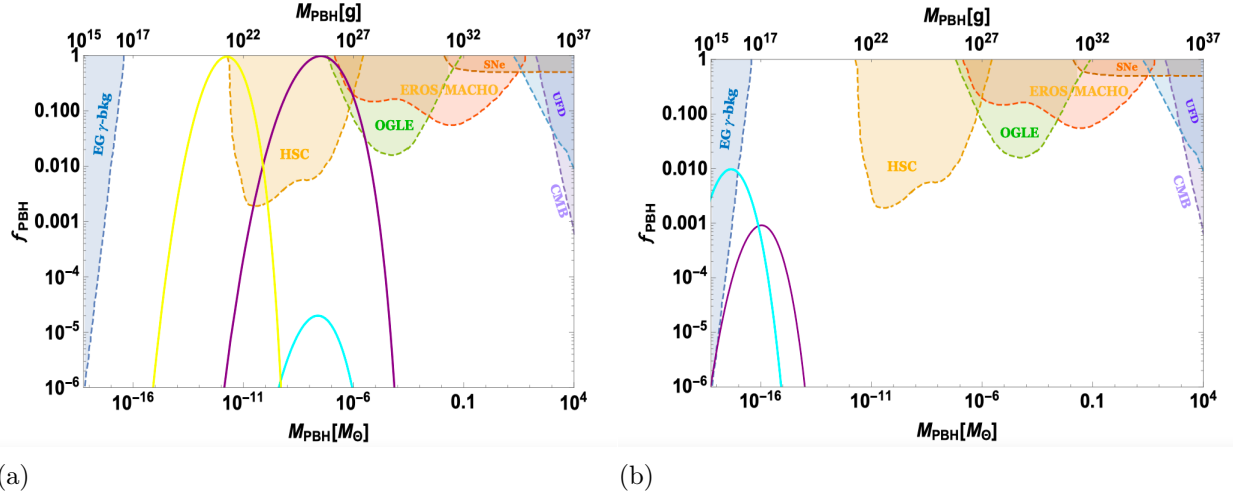 M_PBH[g]
10^15 10^17 10^22 10^27 10^32 10^37
1
0.100
0.010
0.001
10^-4
10^-5
10^-6
f_PBH
EG γ-bkg
HSC
EROS/MACHO
OGLE
SNe
UFD
CMB
10^-16 10^-11 10^-6 0.1 10^4
M_PBH[M_⊙]
(a)
M_PBH[g]
10^15 10^17 10^22 10^27 10^32 10^37
1
0.100
0.010
0.001
10^-4
10^-5
10^-6
f_PBH
EG γ-bkg
HSC
EROS/MACHO
OGLE
SNe
UFD
CMB
10^-16 10^-11 10^-6 0.1 10^4
M_PBH[M_⊙]
(b)